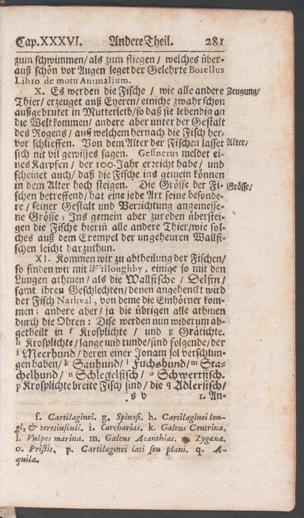 Cap. XXXVI. Andere Theil. 281
zum schwimmen/ als zum fliegen / welches über-
auß schön vor Augen leget der Gelehrte Borellus
Libro de motu Animalium.
X. Es werden die Fische / wie alle andere Zeugung/
Thier/ erzeuget auß Eyeren/ einiche zwahr schon
außgebrütet in Mutterleib/ so daß sie lebendig an
die Welt kommen/ andere aber unter der Gestalt
des Rogens/ auß welchem hernach die Fisch her-
vor schlieffen. Von dem Alter der Fischen lasset Alter/
sich nit vil gewisses sagen. Gesnerus meldet ei-
nes Karpfen / der 100. Jahr erreicht habe / und
scheinet auch/ daß die Fische ins gemein können
in dem Alter hoch steigen. Die Grösse der Fi- Grösse/
schen betreffend/ hat eine jede Art seine besonde-
re / seiner Gestalt und Verrichtung angemesse-
ne Grösse; Ins gemein aber zu reden übersteí-
gen die Fische hierin alle andere Thier/ wie sol-
ches auß dem Exempel der ungeheuren Wallfi-
schen leicht darzuthun.
XI. Kommen wir zu abtheilung der Fischen/
so finden wir mit Willoughby, einige so mit den
Lungen athmen/ als die Wallfische / Delfin/
samt ihren Geschlechten/ denen angehenckt wird
der Fisch Narhval, von deme die Einhörner kom-
men; andere aber / ja die übrigen alle athmen
durch die Ohren: Dise werden nun wiederum ab-
getheilt in f Krosplichte / und g Grätichte.
h Krosplichte / lange und runde/ sind folgende/ der
i Meerhund / deren einer Jonam sol verschlun-
gen haben/ k Sauhund / l Fuchshund/ m Sta-
chelhund / n Schlegelfisch/ o Schwertfisch.
p Krosplichte breite Fisch sind / die q Adlerfisch/
s v r. An-
f. Cartilaginei. g. Spinosi. h. Cartilaginei lon-
gi, & teretiusculi. i. Carcharias. k. Galeus Centrina.
l. Vulpes marina. m. Galeus Acanthias. n. Zygæna.
o. Pristis. p. Cartilaginei lati seu plani. q. A-
quila.